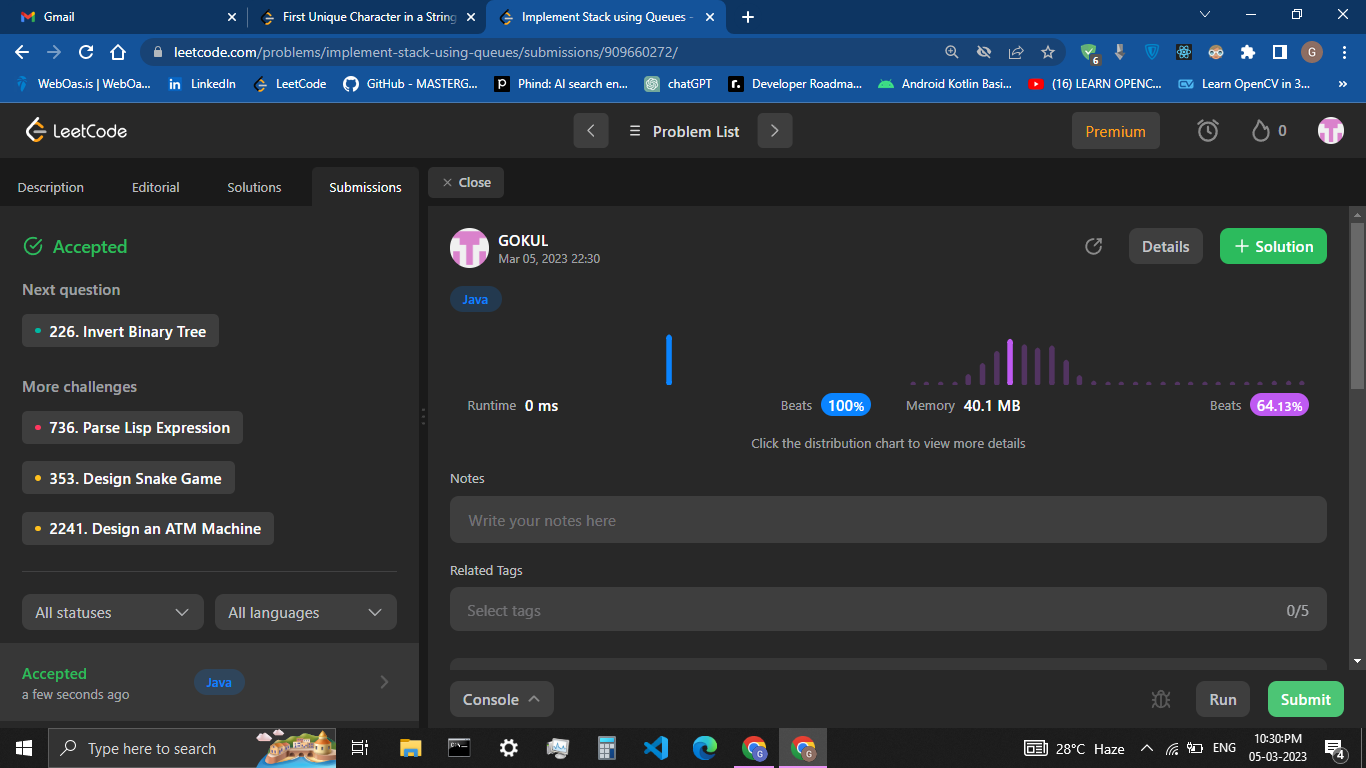 Gmail
First Unique Character in a String
Implement Stack using Queues -
leetcode.com/problems/implement-stack-using-queues/submissions/909660272/
6
G
WebOas.is | WebOa...
LinkedIn
LeetCode
GitHub - MASTERG...
Phind: AI search en...
chatGPT
Developer Roadma...
Android Kotlin Basi...
(16) LEARN OPENC...
Learn OpenCV in 3...
»
LeetCode
Problem List
Premium
0
Description
Editorial
Solutions
Submissions
Close
Accepted
Next question
226. Invert Binary Tree
More challenges
736. Parse Lisp Expression
353. Design Snake Game
2241. Design an ATM Machine
All statuses
All languages
Accepted
a few seconds ago
Java
GOKUL
Mar 05, 2023 22:30
Details
+ Solution
Java
Runtime 0 ms
Beats 100%
Memory 40.1 MB
Beats 64.13%
Click the distribution chart to view more details
Notes
Write your notes here
Related Tags
Select tags
0/5
Console
Run
Submit
Type here to search
28°C Haze
ENG
10:30:PM
05-03-2023
4